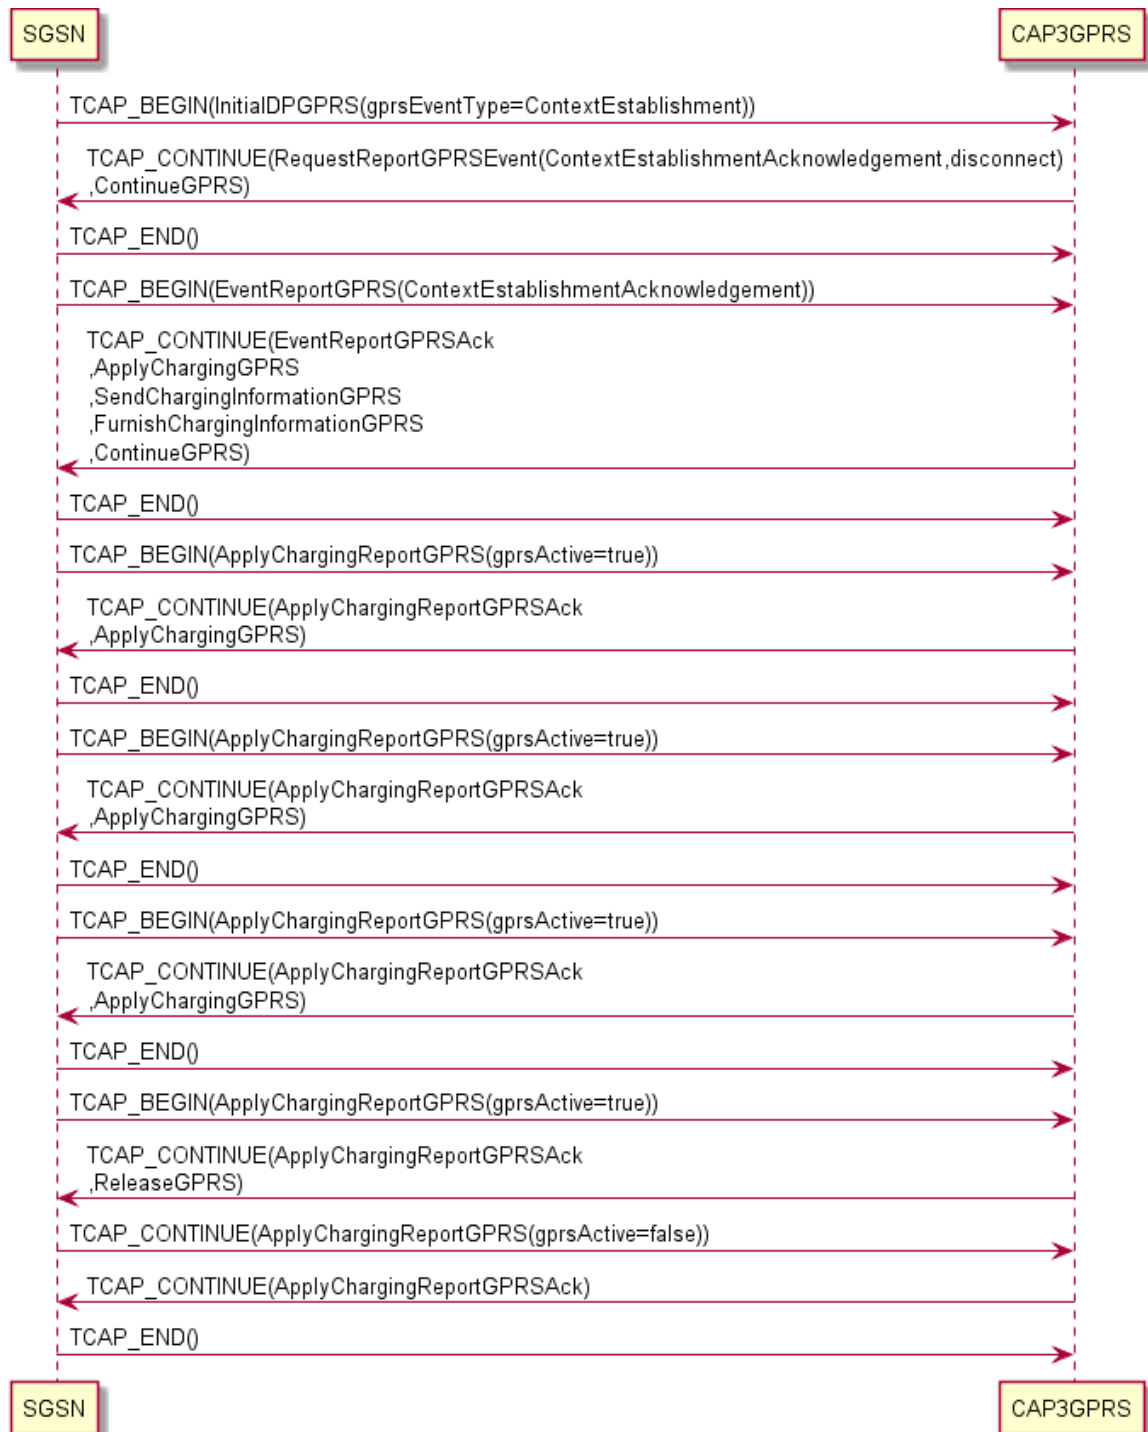 SGSN
CAP3GPRS
TCAP_BEGIN(InitialDPGPRS(gprsEventType=ContextEstablishment))
TCAP_CONTINUE(RequestReportGPRSEvent(ContextEstablishmentAcknowledgement,disconnect)
,ContinueGPRS)
TCAP_END()
TCAP_BEGIN(EventReportGPRS(ContextEstablishmentAcknowledgement))
TCAP_CONTINUE(EventReportGPRSAck
,ApplyChargingGPRS
,SendChargingInformationGPRS
,FurnishChargingInformationGPRS
,ContinueGPRS)
TCAP_END()
TCAP_BEGIN(ApplyChargingReportGPRS(gprsActive=true))
TCAP_CONTINUE(ApplyChargingReportGPRSAck
,ApplyChargingGPRS)
TCAP_END()
TCAP_BEGIN(ApplyChargingReportGPRS(gprsActive=true))
TCAP_CONTINUE(ApplyChargingReportGPRSAck
,ApplyChargingGPRS)
TCAP_END()
TCAP_BEGIN(ApplyChargingReportGPRS(gprsActive=true))
TCAP_CONTINUE(ApplyChargingReportGPRSAck
,ApplyChargingGPRS)
TCAP_END()
TCAP_BEGIN(ApplyChargingReportGPRS(gprsActive=true))
TCAP_CONTINUE(ApplyChargingReportGPRSAck
,ReleaseGPRS)
TCAP_CONTINUE(ApplyChargingReportGPRS(gprsActive=false))
TCAP_CONTINUE(ApplyChargingReportGPRSAck)
TCAP_END()
SGSN
CAP3GPRS